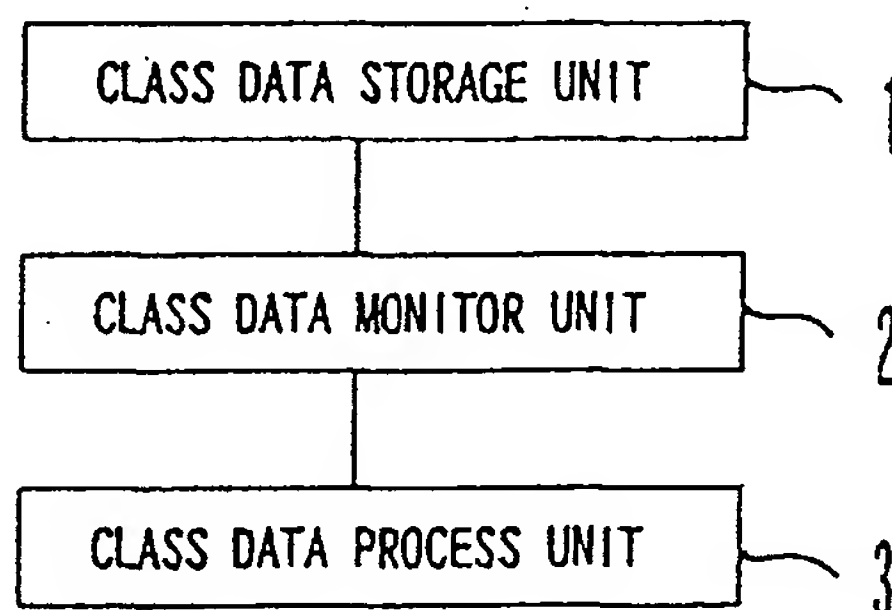 CLASS DATA STORAGE UNIT 1
CLASS DATA MONITOR UNIT 2
CLASS DATA PROCESS UNIT 3